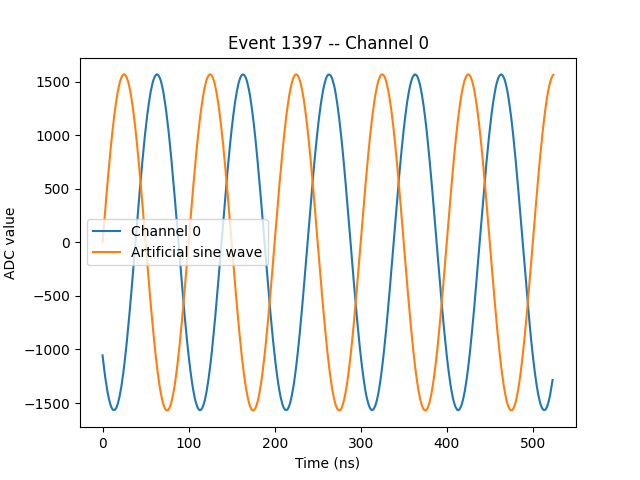 Event 1397 -- Channel 0
1500
1000
500
0
−500
−1000
−1500
ADC value
Channel 0
Artificial sine wave
0 100 200 300 400 500
Time (ns)